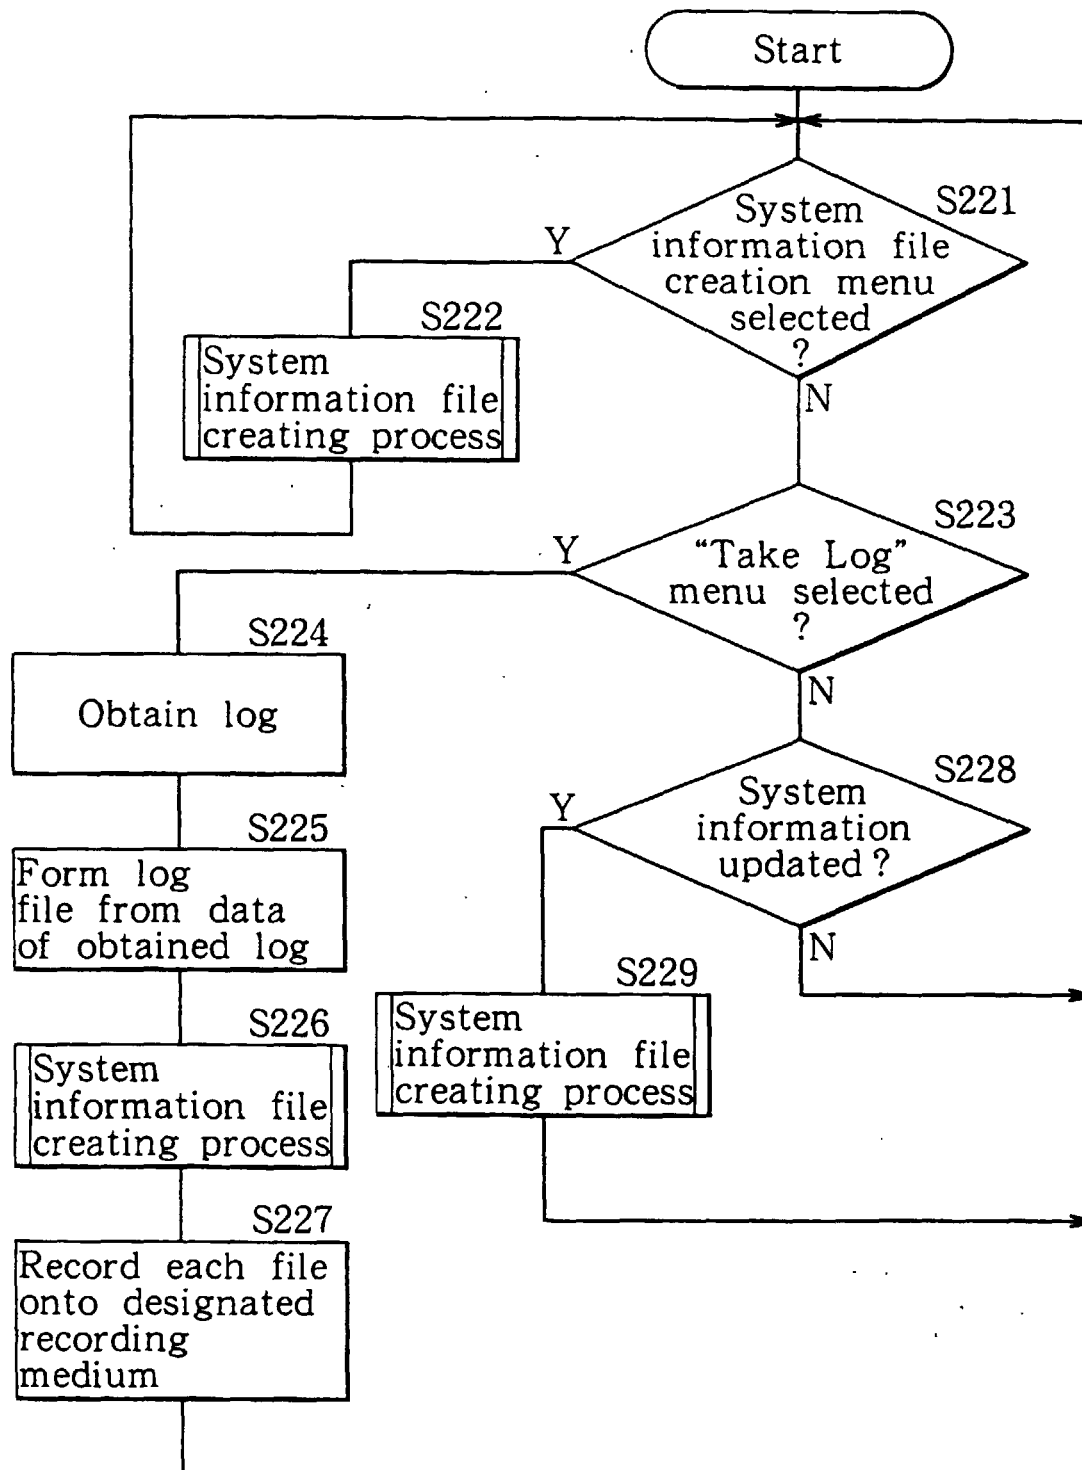 Start
S221
System
information file
creation menu
selected
?
Y
N
S222
System
information file
creating process
S223
“Take Log”
menu selected
?
Y
N
S224
Obtain log
S228
System
information
updated?
Y
N
S225
Form log
file from data
of obtained log
S229
System
information file
creating process
S226
System
information file
creating process
S227
Record each file
onto designated
recording
medium